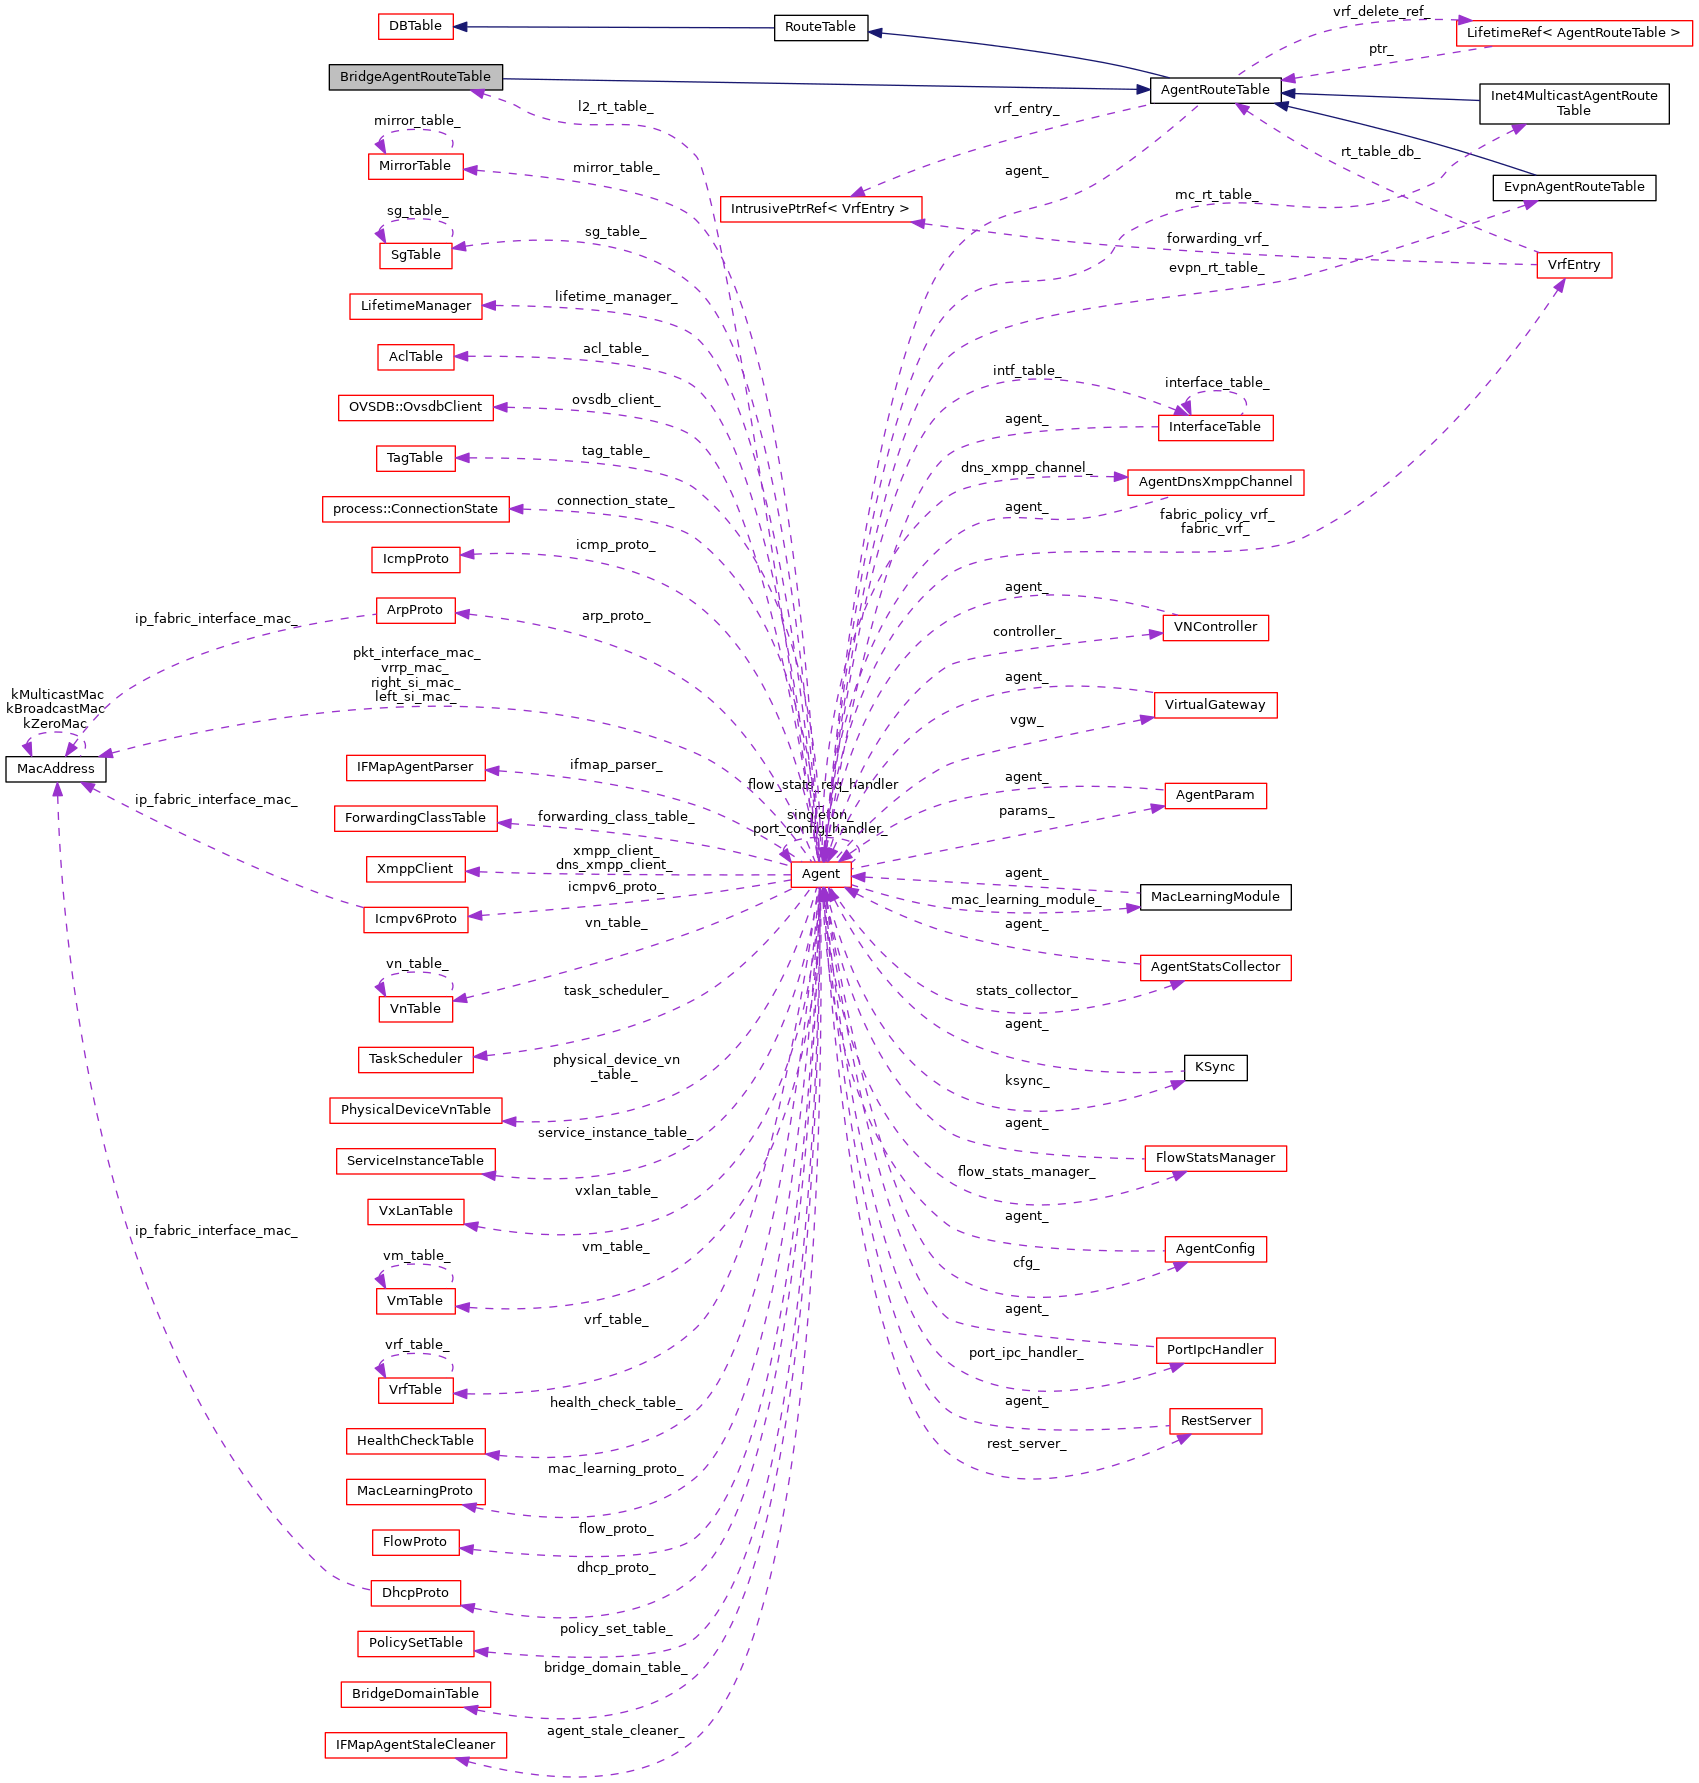 DBTable
RouteTable
vrf_delete_ref_
LifetimeRef< AgentRouteTable >
ptr_
BridgeAgentRouteTable
AgentRouteTable
Inet4MulticastAgentRoute
Table
l2_rt_table_
vrf_entry_
mirror_table_
MirrorTable
mirror_table_
agent_
rt_table_db_
EvpnAgentRouteTable
mc_rt_table_
IntrusivePtrRef< VrfEntry >
sg_table_
SgTable
sg_table_
forwarding_vrf_
evpn_rt_table_
VrfEntry
LifetimeManager
lifetime_manager_
AclTable
acl_table_
intf_table_
interface_table_
InterfaceTable
agent_
OVSDB::OvsdbClient
ovsdb_client_
TagTable
tag_table_
dns_xmpp_channel_
AgentDnsXmppChannel
agent_
process::ConnectionState
connection_state_
fabric_policy_vrf_
fabric_vrf_
IcmpProto
icmp_proto_
agent_
ArpProto
arp_proto_
ip_fabric_interface_mac_
controller_
VNController
pkt_interface_mac_
vrrp_mac_
right_si_mac_
left_si_mac_
agent_
VirtualGateway
vgw_
kMulticastMac
kBroadcastMac
kZeroMac
MacAddress
IFMapAgentParser
ifmap_parser_
agent_
flow_stats_req_handler
_
singleton_
port_config_handler_
AgentParam
params_
ip_fabric_interface_mac_
ForwardingClassTable
forwarding_class_table_
XmppClient
xmpp_client_
dns_xmpp_client_
Agent
agent_
MacLearningModule
mac_learning_module_
Icmpv6Proto
icmpv6_proto_
vn_table_
agent_
vn_table_
VnTable
AgentStatsCollector
stats_collector_
task_scheduler_
TaskScheduler
agent_
KSync
ksync_
physical_device_vn
_table_
PhysicalDeviceVnTable
agent_
service_instance_table_
ServiceInstanceTable
FlowStatsManager
flow_stats_manager_
vxlan_table_
VxLanTable
agent_
ip_fabric_interface_mac_
vm_table_
vm_table_
VmTable
AgentConfig
cfg_
vrf_table_
vrf_table_
VrfTable
agent_
PortIpcHandler
port_ipc_handler_
health_check_table_
HealthCheckTable
agent_
RestServer
rest_server_
mac_learning_proto_
MacLearningProto
flow_proto_
FlowProto
dhcp_proto_
DhcpProto
policy_set_table_
PolicySetTable
bridge_domain_table_
BridgeDomainTable
agent_stale_cleaner_
IFMapAgentStaleCleaner